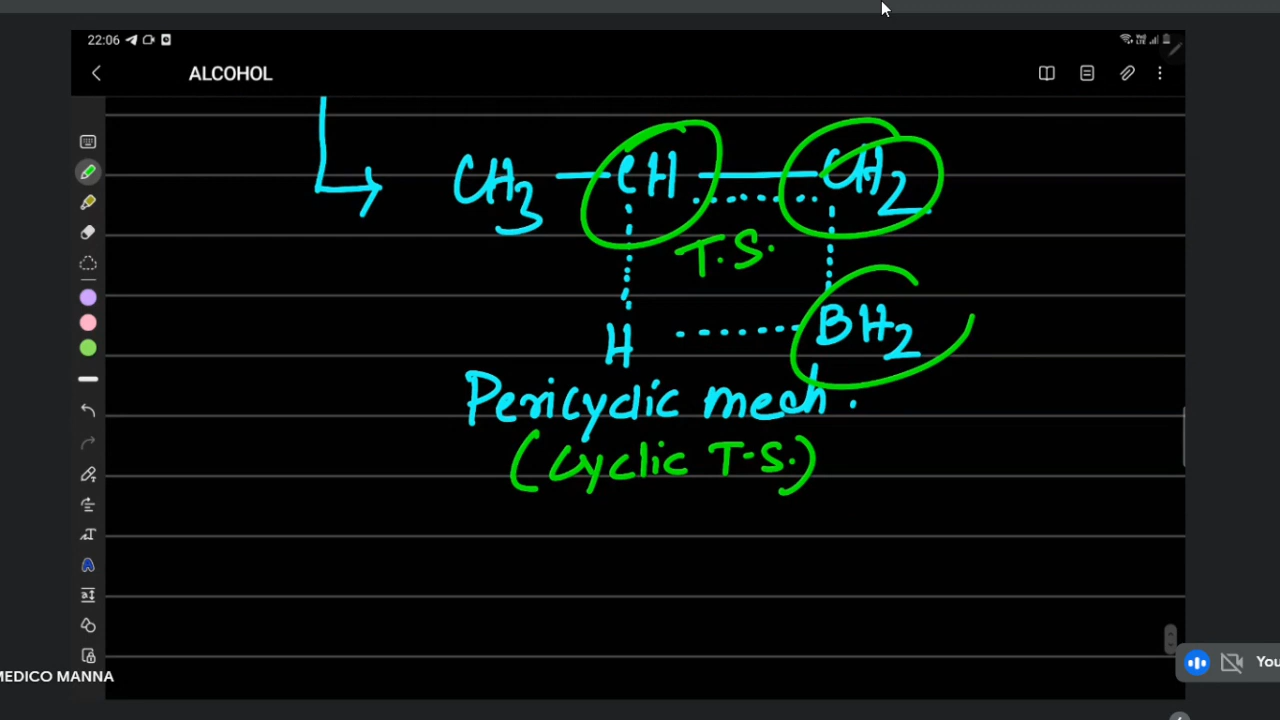 22:06
ALCOHOL
CH3 — CH — CH2
T.S.
H ...... BH2
Pericyclic mech.
(Cyclic T.S.)
MEDICO MANNA
You